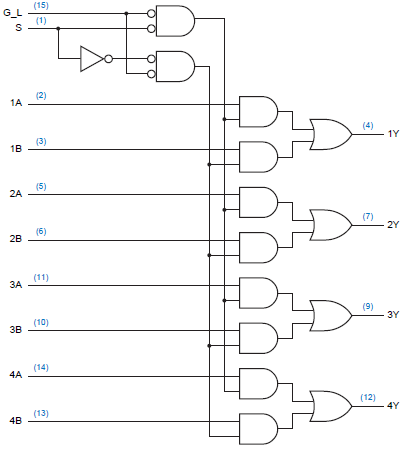 G_L (15)
S (1)
1A (2)
(4) 1Y
1B (3)
2A (5)
(7) 2Y
2B (6)
3A (11)
(9) 3Y
3B (10)
4A (14)
(12) 4Y
4B (13)